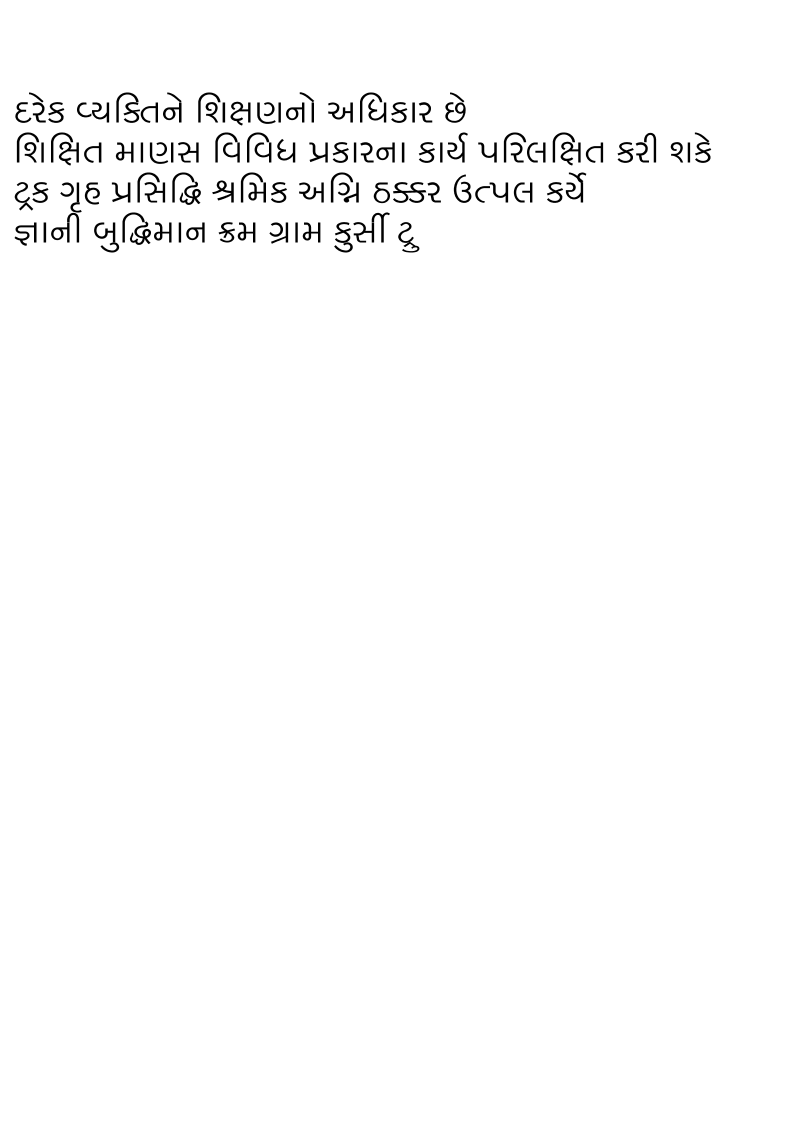 દરેક વ્યક્તિને શિક્ષણનો અધિકાર છે
શિક્ષિત માણસ વિવિધ પ્રકારના કાર્ય પરિલક્ષિત કરી શકે
ટ્રક ગૃહ પ્રસિદ્ધિ શ્રમિક અગ્નિ ઠક્કર ઉત્પલ કર્યે
જ્ઞાની બુદ્ધિમાન ક્રમ ગ્રામ કુર્સી ટ્રુ